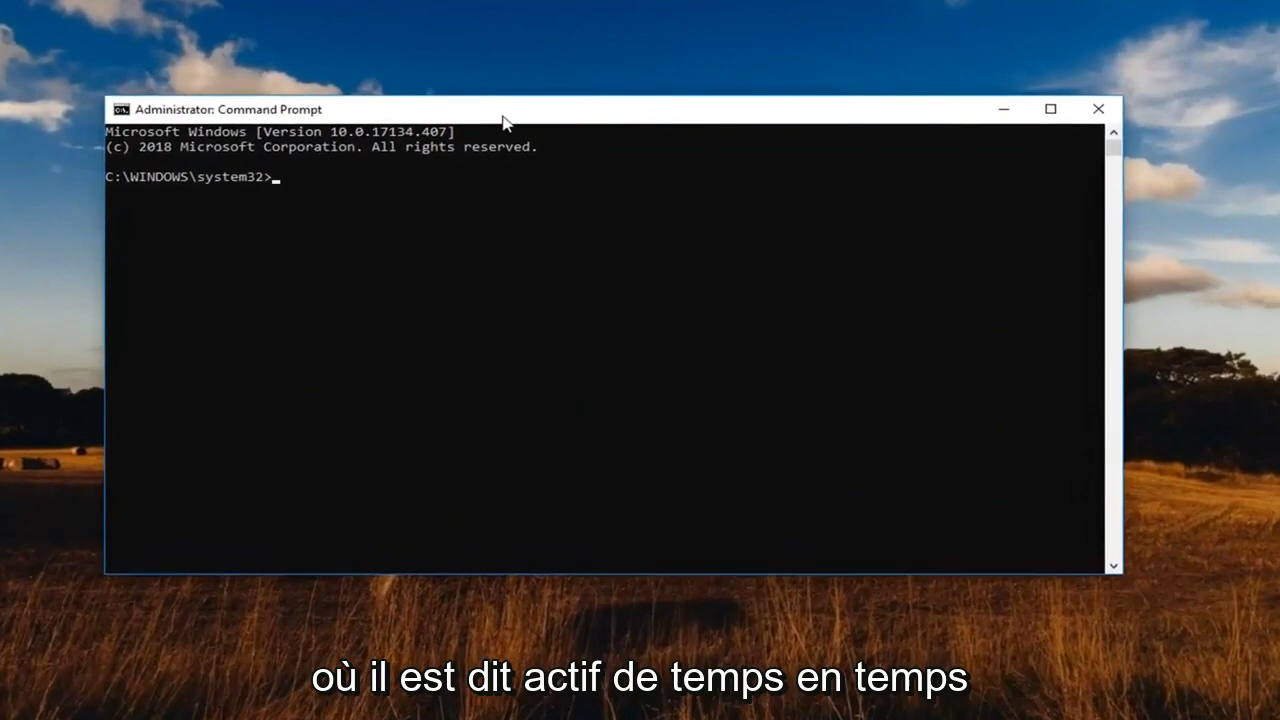 Administrator: Command Prompt
Microsoft Windows [Version 10.0.17134.407]
(c) 2018 Microsoft Corporation. All rights reserved.
C:\WINDOWS\system32>
où il est dit actif de temps en temps